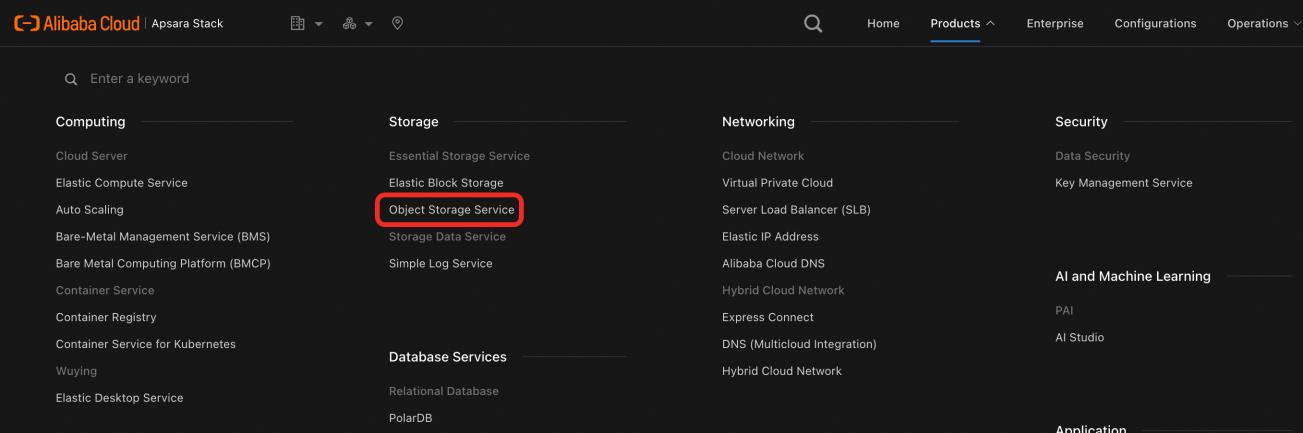 Alibaba Cloud | Apsara Stack
Home
Products
Enterprise
Configurations
Operations
Enter a keyword
Computing
Cloud Server
Elastic Compute Service
Auto Scaling
Bare-Metal Management Service (BMS)
Bare Metal Computing Platform (BMCP)
Container Service
Container Registry
Container Service for Kubernetes
Wuying
Elastic Desktop Service
Storage
Essential Storage Service
Elastic Block Storage
Object Storage Service
Storage Data Service
Simple Log Service
Database Services
Relational Database
PolarDB
Networking
Cloud Network
Virtual Private Cloud
Server Load Balancer (SLB)
Elastic IP Address
Alibaba Cloud DNS
Hybrid Cloud Network
Express Connect
DNS (Multicloud Integration)
Hybrid Cloud Network
Security
Data Security
Key Management Service
AI and Machine Learning
PAI
AI Studio
Application